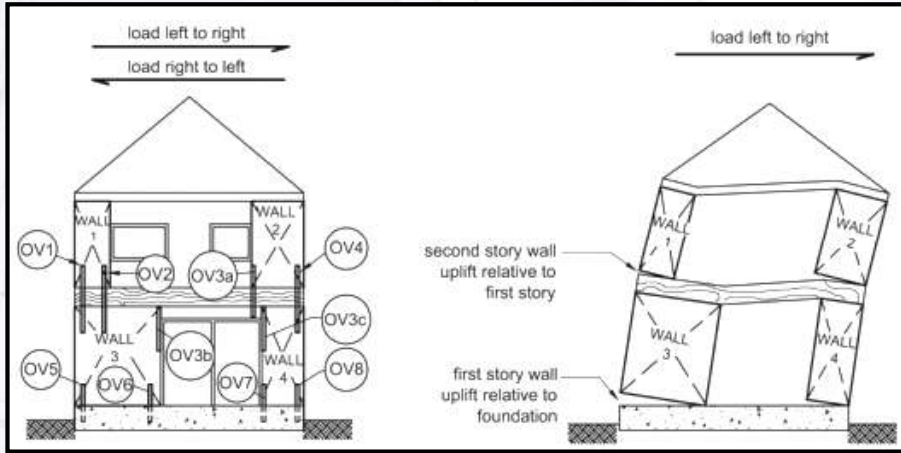 load left to right
load right to left
WALL
1
WALL
2
OV1
OV2
OV3a
OV4
WALL
3
OV3b
OV3c
WALL
4
OV5
OV6
OV7
OV8
load left to right
WALL
1
WALL
2
second story wall
uplift relative to
first story
WALL
3
WALL
4
first story wall
uplift relative to
foundation